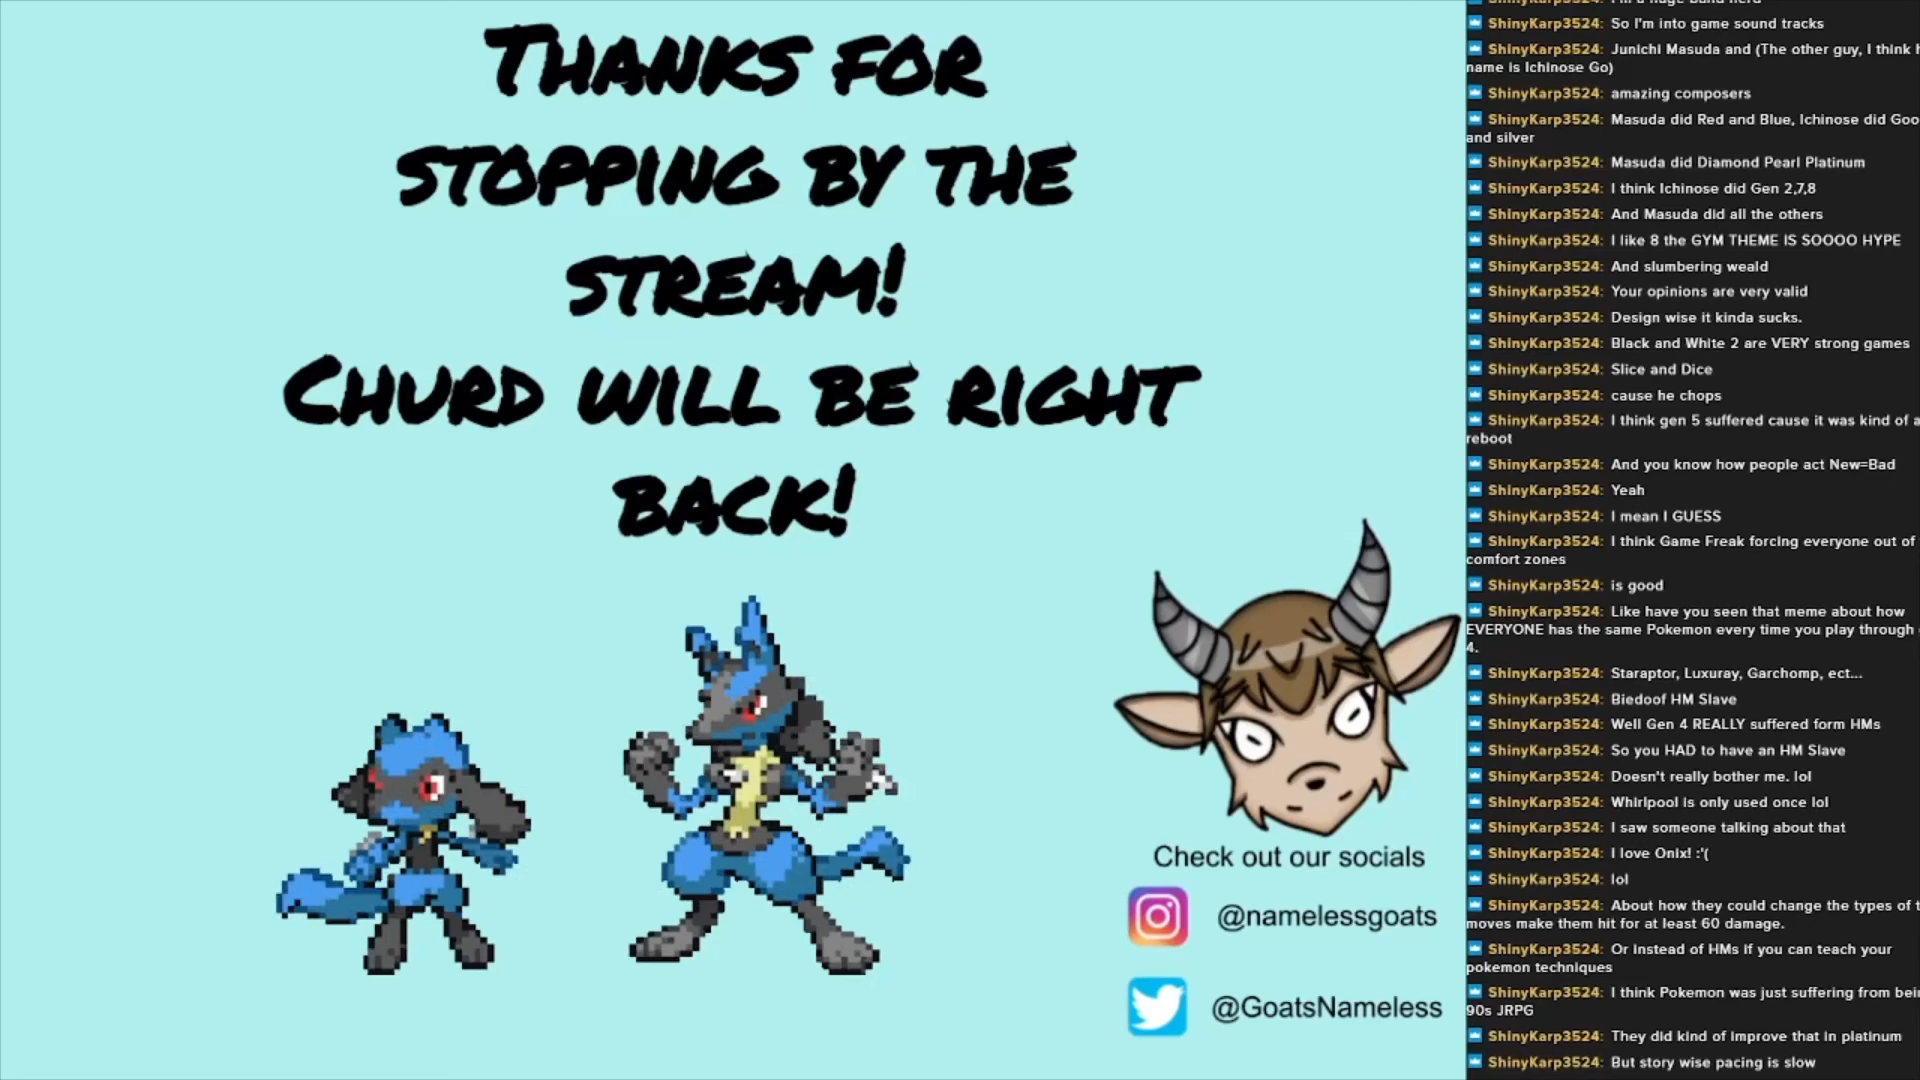 THANKS FOR
STOPPING BY THE
STREAM!
CHURD WILL BE RIGHT
BACK!
Check out our socials
@namelessgoats
@GoatsNameless
ShinyKarp3524: So I'm into game sound tracks
ShinyKarp3524: Junichi Masuda and (The other guy, I think
name is Ichinose Go)
ShinyKarp3524: amazing composers
ShinyKarp3524: Masuda did Red and Blue, Ichinose did
and silver
ShinyKarp3524: Masuda did Diamond Pearl Platinum
ShinyKarp3524: I think Ichinose did Gen 2,7,8
ShinyKarp3524: And Masuda did all the others
ShinyKarp3524: I like 8 the GYM THEME IS SOOOO HYPE
ShinyKarp3524: And slumbering weald
ShinyKarp3524: Your opinions are very valid
ShinyKarp3524: Design wise it kinda sucks.
ShinyKarp3524: Black and White 2 are VERY strong games
ShinyKarp3524: Slice and Dice
ShinyKarp3524: cause he chops
ShinyKarp3524: I think gen 5 suffered cause it was kind of a
reboot
ShinyKarp3524: And you know how people act New=Bad
ShinyKarp3524: Yeah
ShinyKarp3524: I mean I GUESS
ShinyKarp3524: I think Game Freak forcing everyone out of
comfort zones
ShinyKarp3524: is good
ShinyKarp3524: Like have you seen that meme about how
EVERYONE has the same Pokemon every time you play through
4.
ShinyKarp3524: Staraptor, Luxuray, Garchomp, ect...
ShinyKarp3524: Biedoof HM Slave
ShinyKarp3524: Well Gen 4 REALLY suffered form HMs
ShinyKarp3524: So you HAD to have an HM Slave
ShinyKarp3524: Doesn't really bother me. lol
ShinyKarp3524: Whirlpool is only used once lol
ShinyKarp3524: I saw someone talking about that
ShinyKarp3524: I love Onix! :'(
ShinyKarp3524: lol
ShinyKarp3524: About how they could change the types of
moves make them hit for at least 60 damage.
ShinyKarp3524: Or instead of HMs if you can teach your
pokemon techniques
ShinyKarp3524: I think Pokemon was just suffering from
90s JRPG
ShinyKarp3524: They did kind of improve that in platinum
ShinyKarp3524: But story wise pacing is slow